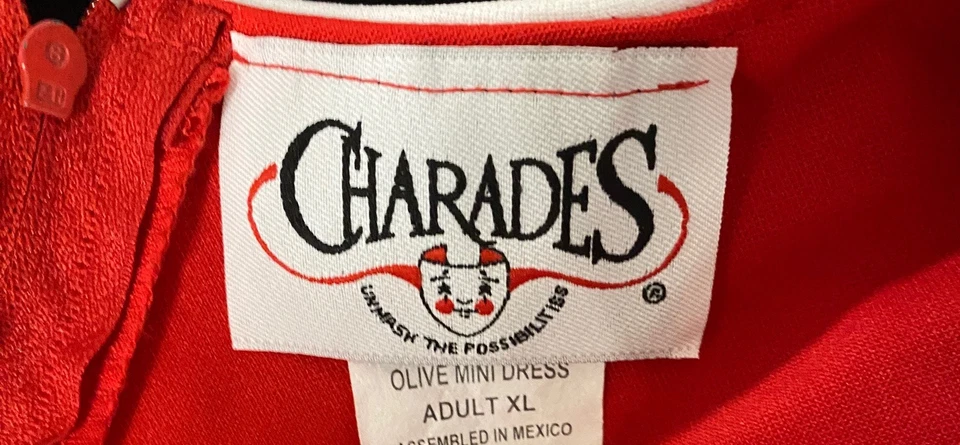 CHARADES
UNMASK THE POSSIBILITIES
®
OLIVE MINI DRESS
ADULT XL
ASSEMBLED IN MEXICO